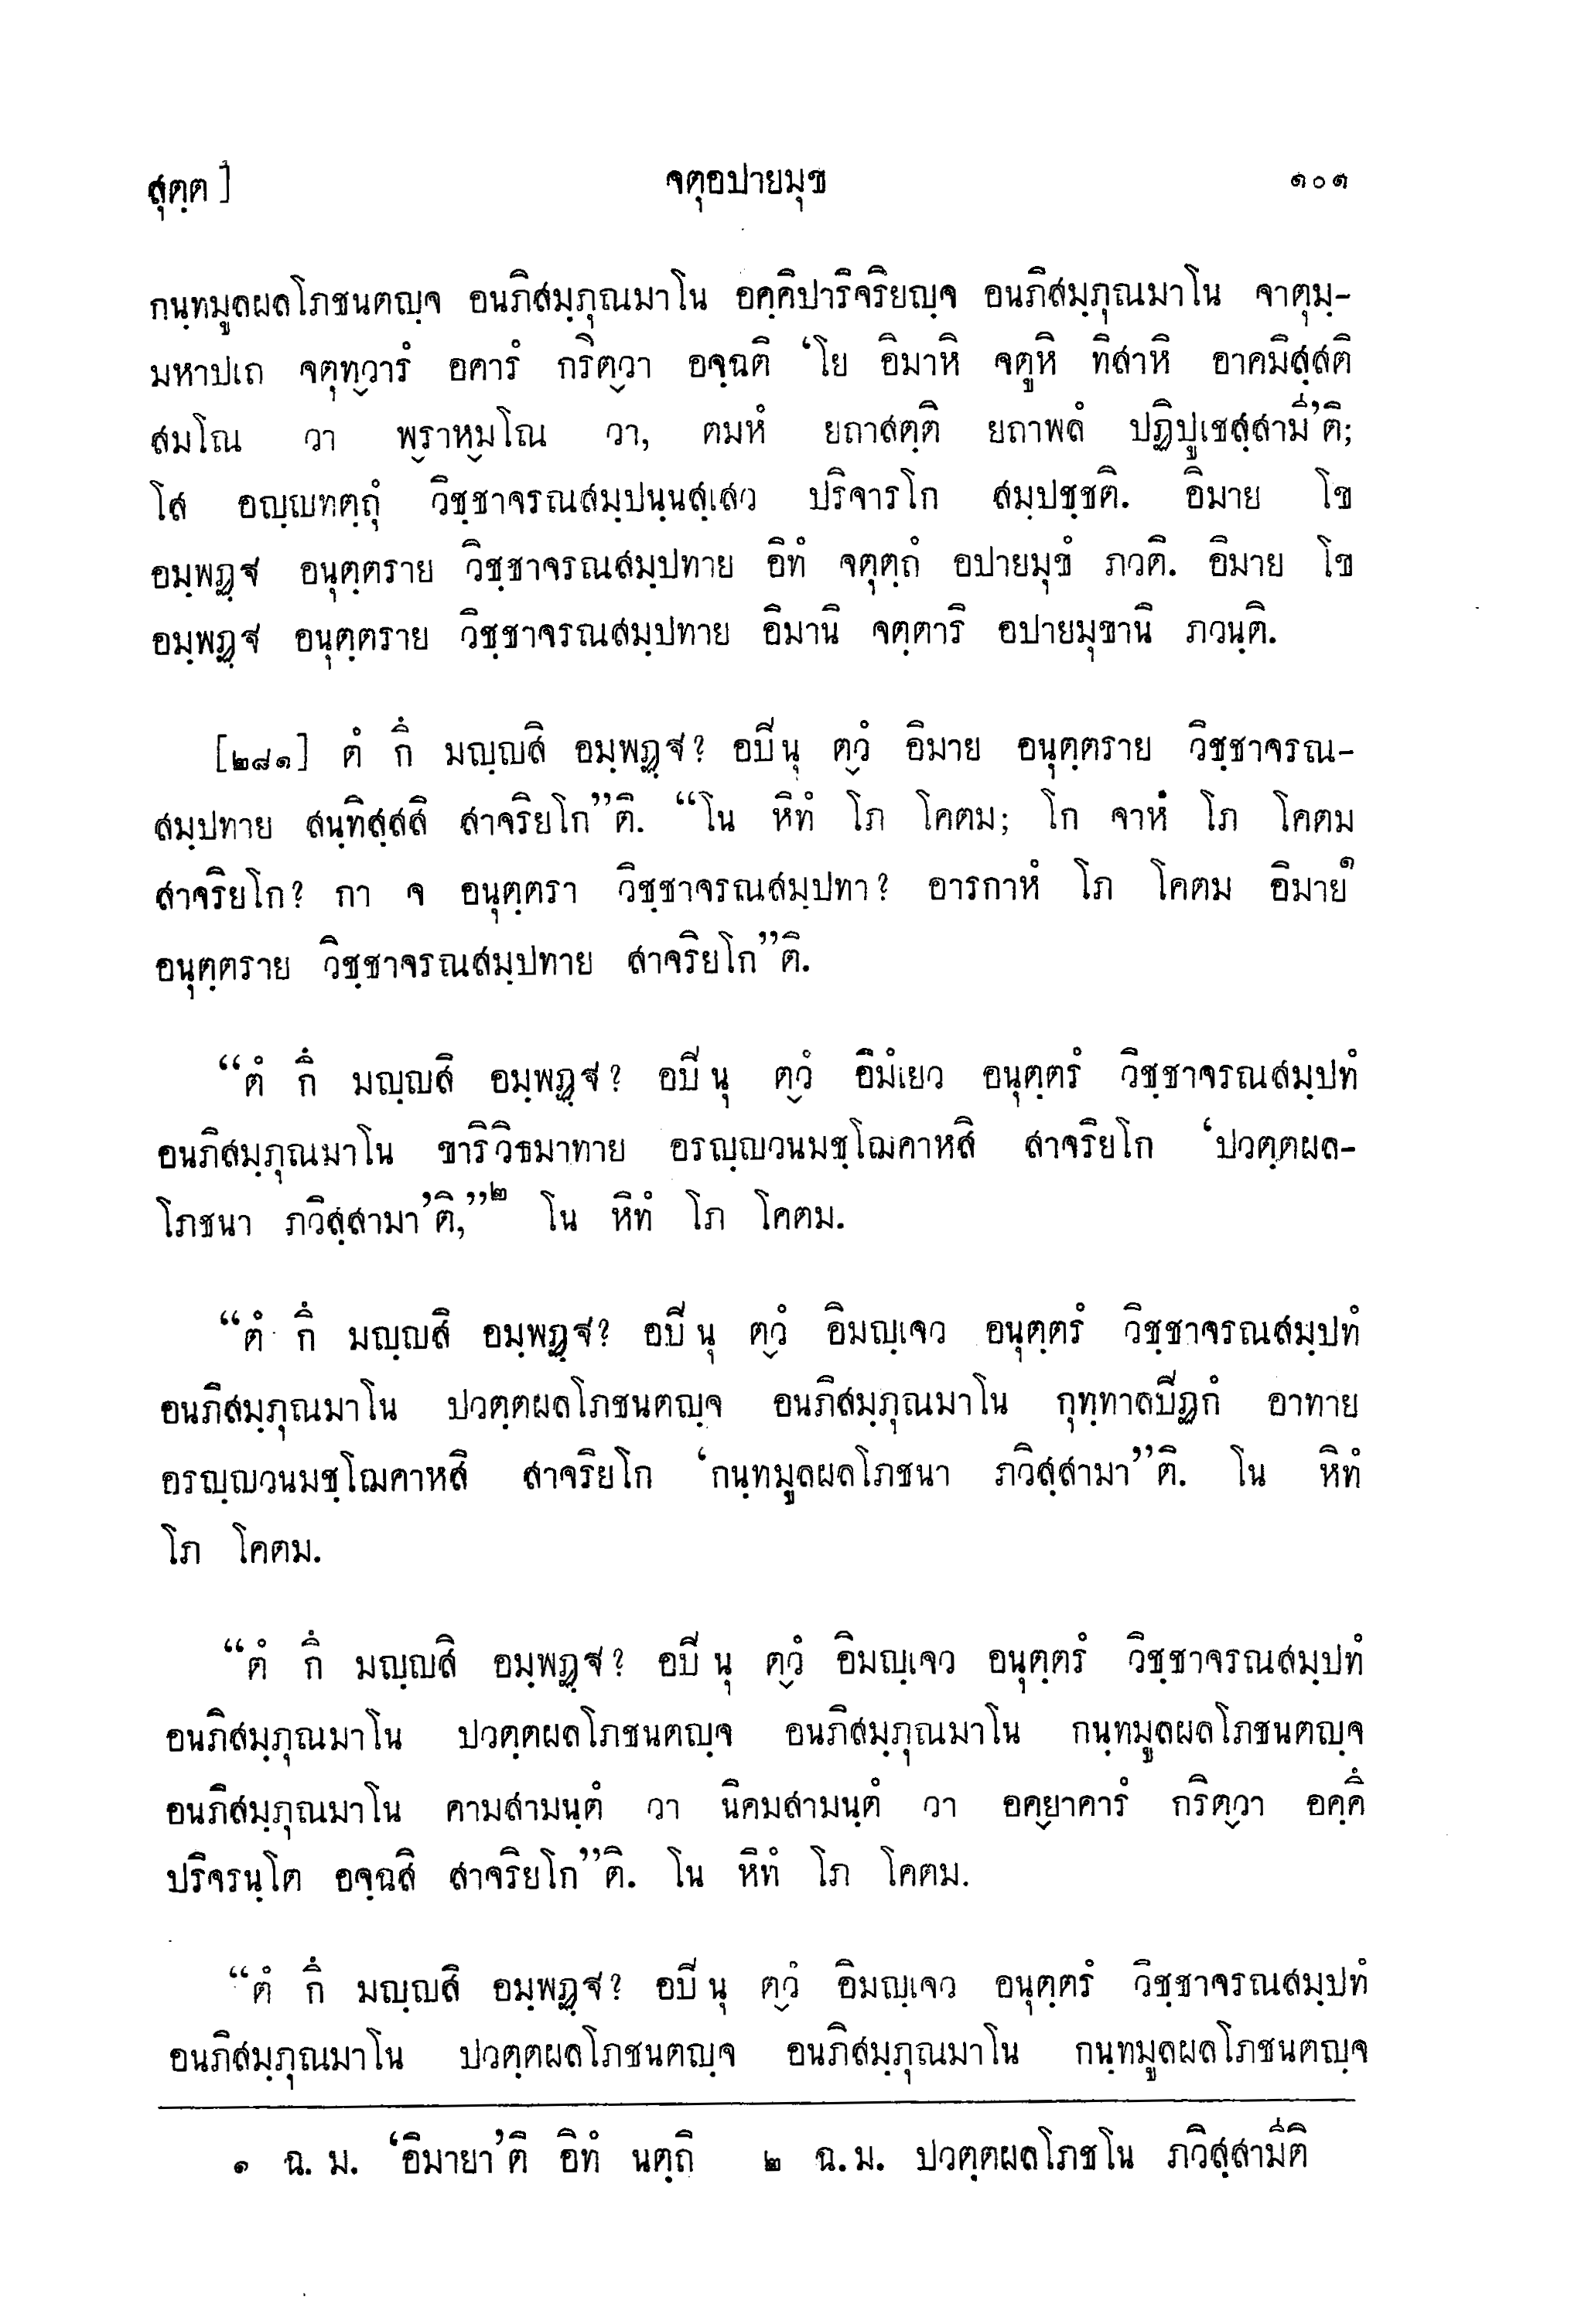 สุตฺต] จตุอปายมุข ๑๐๑
กนฺทมูลผลโภชนตญฺจ อนภิสมฺภุณมาโน อคฺคิปาริจริยญฺจ อนภิสมฺภุณมาโน จาตุมฺ-
มหาปเถ จตุทฺวารํ อคารํ กริตฺวา อจฺฉติ ‘โย อิมาหิ จตูหิ ทิสาหิ อาคมิสฺสติ
สมโณ วา พฺราหฺมโณ วา, ตมหํ ยถาสตฺติ ยถาพลํ ปฏิปูเชสฺสามี’ติ;
โส อญฺญทตฺถุํ วิชฺชาจรณสมฺปนฺนสฺเสว ปริจารโก สมฺปชฺชติ. อิมาย โข
อมฺพฏฺฐ อนุตฺตราย วิชฺชาจรณสมฺปทาย อิทํ จตุตฺถํ อปายมุขํ ภวติ. อิมาย โข
อมฺพฏฺฐ อนุตฺตราย วิชฺชาจรณสมฺปทาย อิมานิ จตฺตาริ อปายมุขานิ ภวนฺติ.
[๒๘๑] ตํ กึ มญฺญสิ อมฺพฏฺฐ? อปิ นุ ตฺวํ อิมาย อนุตฺตราย วิชฺชาจรณ-
สมฺปทาย สนฺทิสฺสสิ สาจริยโก”ติ. “โน หิทํ โภ โคตม; โก จาหํ โภ โคตม
สาจริยโก? กา จ อนุตฺตรา วิชฺชาจรณสมฺปทา? อารกาหํ โภ โคตม อิมาย๑
อนุตฺตราย วิชฺชาจรณสมฺปทาย สาจริยโก”ติ.
“ตํ กึ มญฺญสิ อมฺพฏฺฐ? อปิ นุ ตฺวํ อิมํเยว อนุตฺตรํ วิชฺชาจรณสมฺปทํ
อนภิสมฺภุณมาโน ขาริวิธมาทาย อรญฺญวนมชฺโฌคาหสิ สาจริยโก ‘ปวตฺตผล-
โภชนา ภวิสฺสามา’ติ,”๒ โน หิทํ โภ โคตม.
“ตํ กึ มญฺญสิ อมฺพฏฺฐ? อปิ นุ ตฺวํ อิมญฺเจว อนุตฺตรํ วิชฺชาจรณสมฺปทํ
อนภิสมฺภุณมาโน ปวตฺตผลโภชนตญฺจ อนภิสมฺภุณมาโน กุทฺทาลปิฏกํ อาทาย
อรญฺญวนมชฺโฌคาหสิ สาจริยโก ‘กนฺทมูลผลโภชนา ภวิสฺสามา”ติ. โน หิทํ
โภ โคตม.
“ตํ กึ มญฺญสิ อมฺพฏฺฐ? อปิ นุ ตฺวํ อิมญฺเจว อนุตฺตรํ วิชฺชาจรณสมฺปทํ
อนภิสมฺภุณมาโน ปวตฺตผลโภชนตญฺจ อนภิสมฺภุณมาโน กนฺทมูลผลโภชนตญฺจ
อนภิสมฺภุณมาโน คามสามนฺตํ วา นิคมสามนฺตํ วา อคฺยาคารํ กริตฺวา อคฺคึ
ปริจรนฺโต อจฺฉสิ สาจริยโก”ติ. โน หิทํ โภ โคตม.
“ตํ กึ มญฺญสิ อมฺพฏฺฐ? อปิ นุ ตฺวํ อิมญฺเจว อนุตฺตรํ วิชฺชาจรณสมฺปทํ
อนภิสมฺภุณมาโน ปวตฺตผลโภชนตญฺจ อนภิสมฺภุณมาโน กนฺทมูลผลโภชนตญฺจ
๑ ฉ. ม. ‘อิมายา’ติ อิทํ นตฺถิ ๒ ฉ.ม. ปวตฺตผลโภชโน ภวิสฺสามีติ